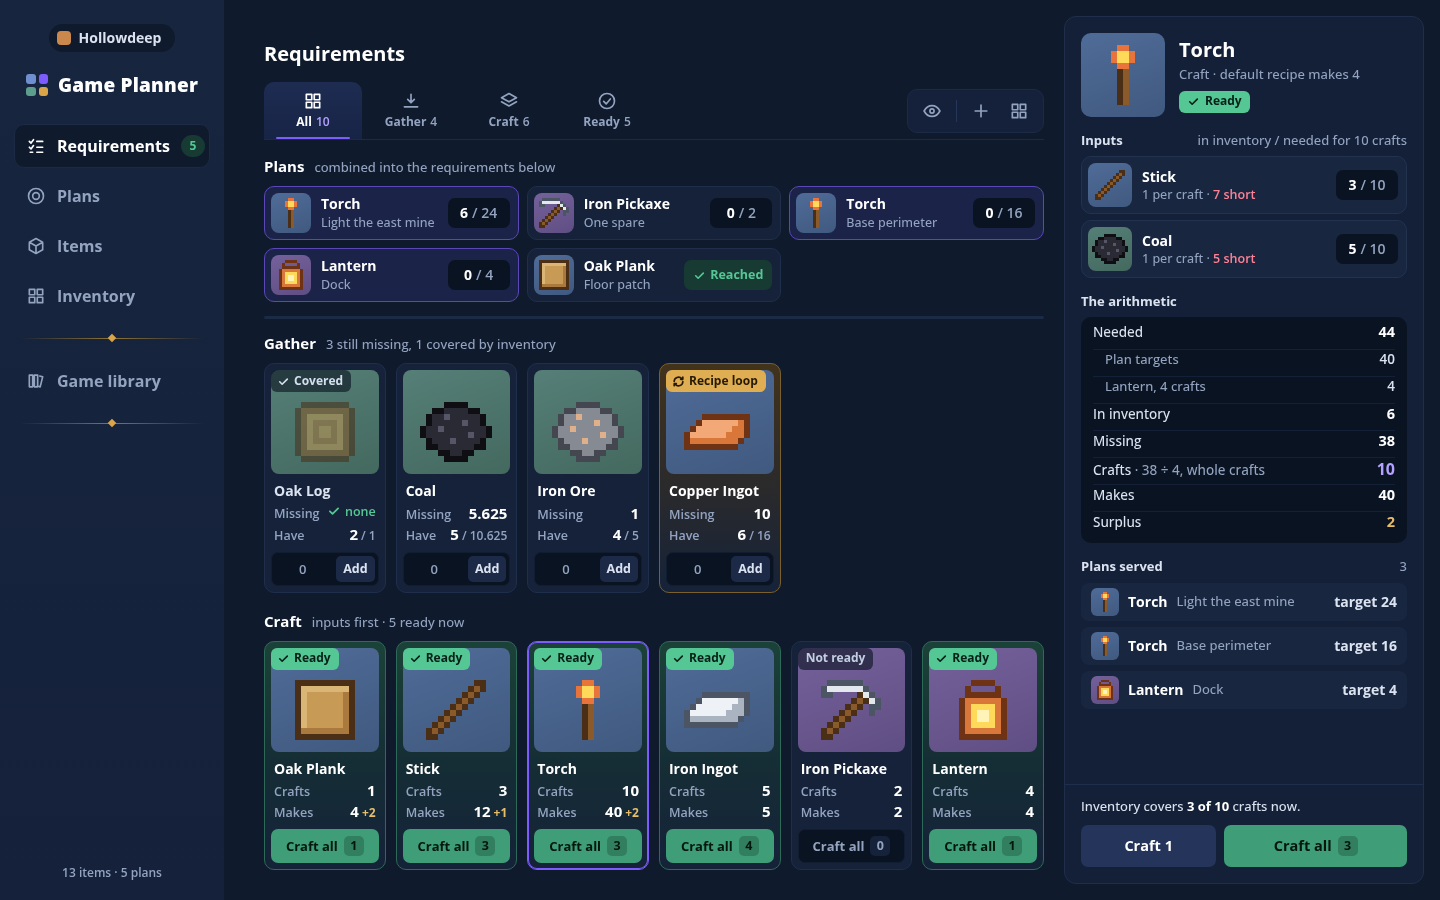 Hollowdeep
Game Planner
Requirements 5
Plans
Items
Inventory
Game library
13 items · 5 plans
Requirements
All 10
Gather 4
Craft 6
Ready 5
Plans combined into the requirements below
Torch
Light the east mine
6 / 24
Iron Pickaxe
One spare
0 / 2
Torch
Base perimeter
0 / 16
Lantern
Dock
0 / 4
Oak Plank
Floor patch
Reached
Gather 3 still missing, 1 covered by inventory
Covered
Oak Log
Missing none
Have 2 / 1
0 Add
Coal
Missing 5.625
Have 5 / 10.625
0 Add
Iron Ore
Missing 1
Have 4 / 5
0 Add
Recipe loop
Copper Ingot
Missing 10
Have 6 / 16
0 Add
Craft inputs first · 5 ready now
Ready
Oak Plank
Crafts 1
Makes 4 +2
Craft all 1
Ready
Stick
Crafts 3
Makes 12 +1
Craft all 3
Ready
Torch
Crafts 10
Makes 40 +2
Craft all 3
Ready
Iron Ingot
Crafts 5
Makes 5
Craft all 4
Not ready
Iron Pickaxe
Crafts 2
Makes 2
Craft all 0
Ready
Lantern
Crafts 4
Makes 4
Craft all 1
Torch
Craft · default recipe makes 4
Ready
Inputs in inventory / needed for 10 crafts
Stick
1 per craft · 7 short
3 / 10
Coal
1 per craft · 5 short
5 / 10
The arithmetic
Needed 44
Plan targets 40
Lantern, 4 crafts 4
In inventory 6
Missing 38
Crafts · 38 ÷ 4, whole crafts 10
Makes 40
Surplus 2
Plans served 3
Torch Light the east mine target 24
Torch Base perimeter target 16
Lantern Dock target 4
Inventory covers 3 of 10 crafts now.
Craft 1
Craft all 3